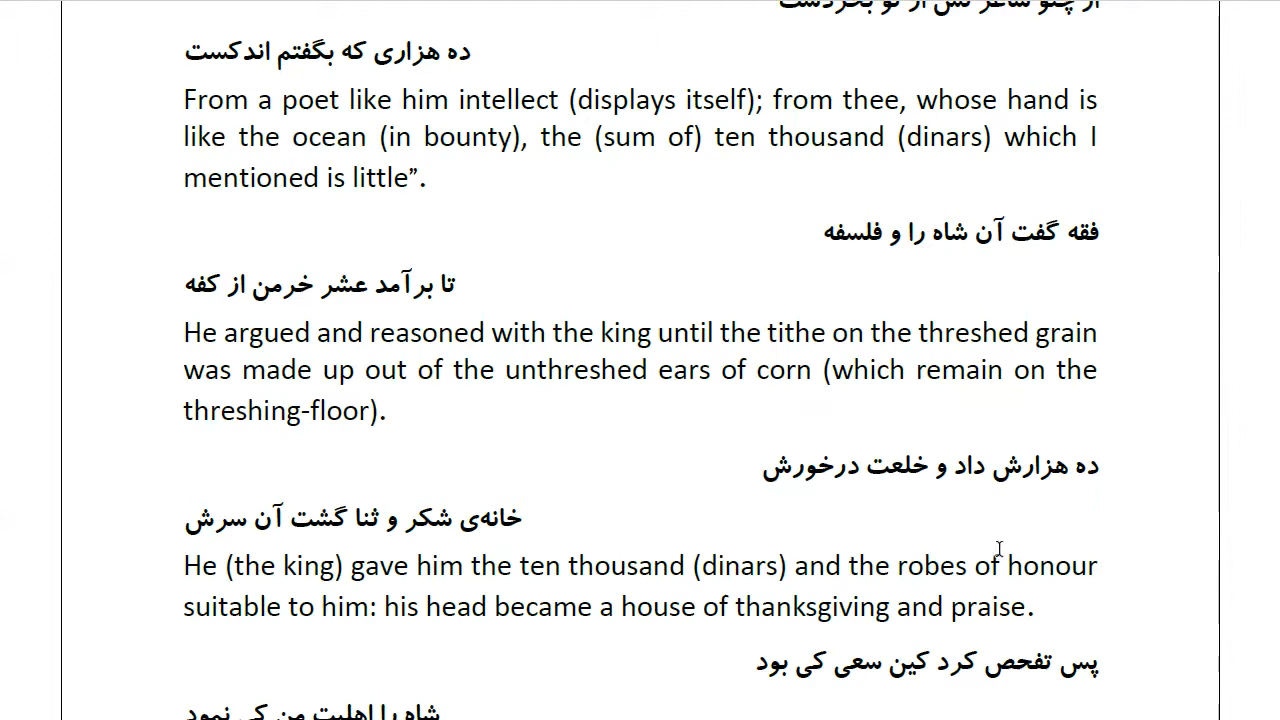 ده هزاری که بگفتم اندکست
From a poet like him intellect (displays itself); from thee, whose hand is
like the ocean (in bounty), the (sum of) ten thousand (dinars) which I
mentioned is little”.
فقه گفت آن شاه را و فلسفه
تا برآمد عشر خرمن از کفه
He argued and reasoned with the king until the tithe on the threshed grain
was made up out of the unthreshed ears of corn (which remain on the
threshing-floor).
ده هزارش داد و خلعت درخورش
خانه‌ی شکر و ثنا گشت آن سرش
He (the king) gave him the ten thousand (dinars) and the robes of honour
suitable to him: his head became a house of thanksgiving and praise.
پس تفحص کرد کین سعی کی بود
شاه را اهلیت من کی نمود